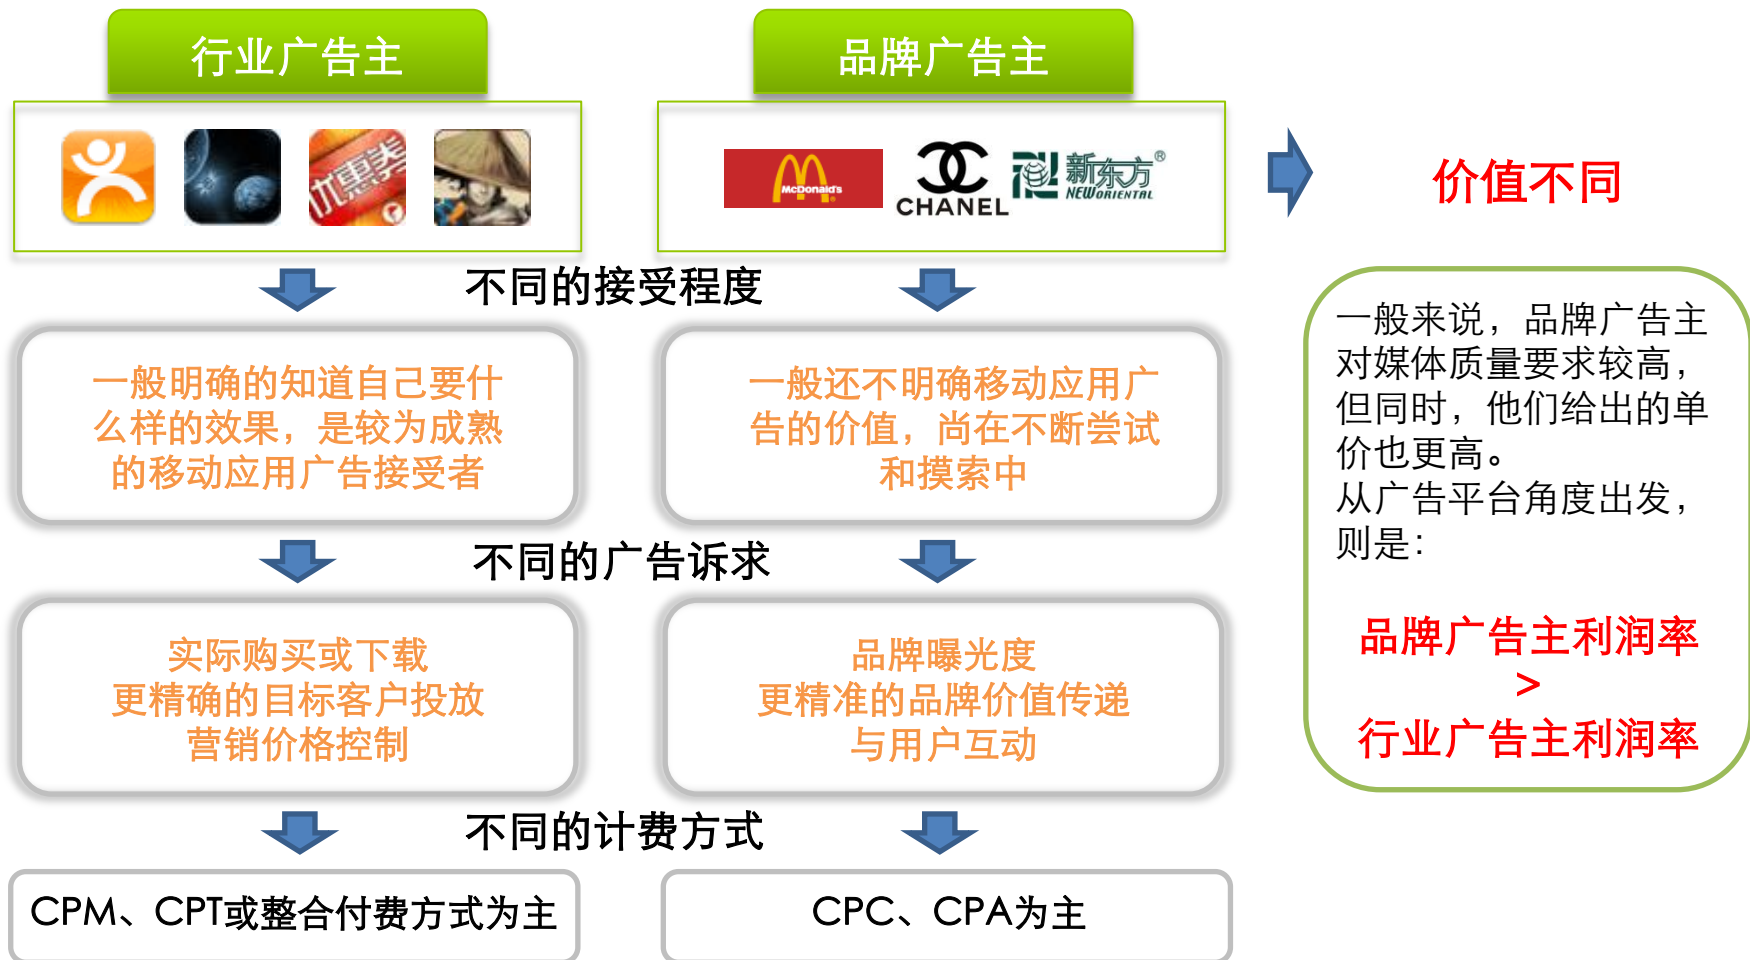 行业广告主
品牌广告主
优惠券
McDonald's
CHANEL
新东方®
NEW ORIENTAL
价值不同
不同的接受程度
一般明确的知道自己要什
么样的效果，是较为成熟
的移动应用广告接受者
一般还不明确移动应用广
告的价值，尚在不断尝试
和摸索中
不同的广告诉求
实际购买或下载
更精确的目标客户投放
营销价格控制
品牌曝光度
更精准的品牌价值传递
与用户互动
不同的计费方式
CPM、CPT或整合付费方式为主
CPC、CPA为主
一般来说，品牌广告主
对媒体质量要求较高，
但同时，他们给出的单
价也更高。
从广告平台角度出发，
则是：
品牌广告主利润率
>
行业广告主利润率